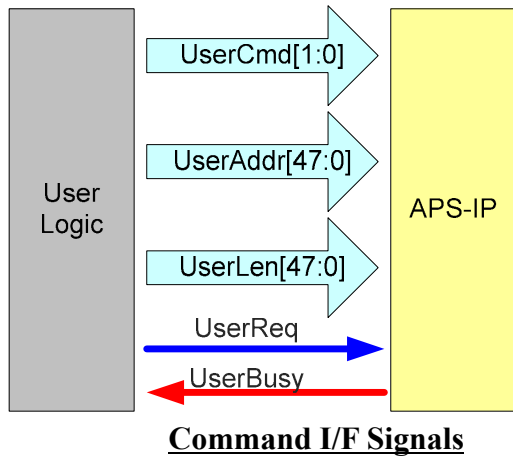 UserCmd[1:0]
UserAddr[47:0]
User
Logic
APS-IP
UserLen[47:0]
UserReq
UserBusy
Command I/F Signals